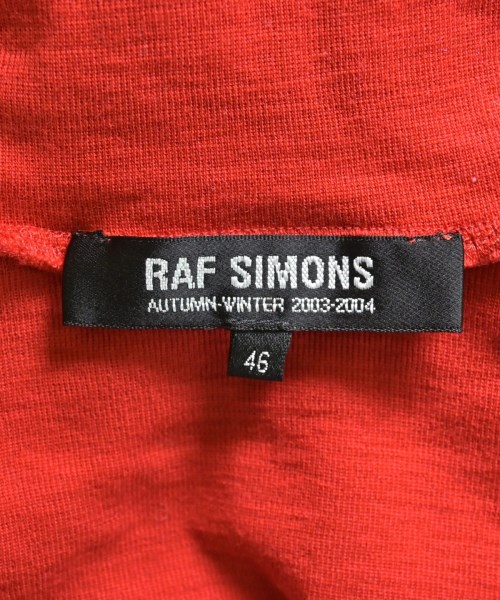 RAF SIMONS
AUTUMN-WINTER 2003-2004
46